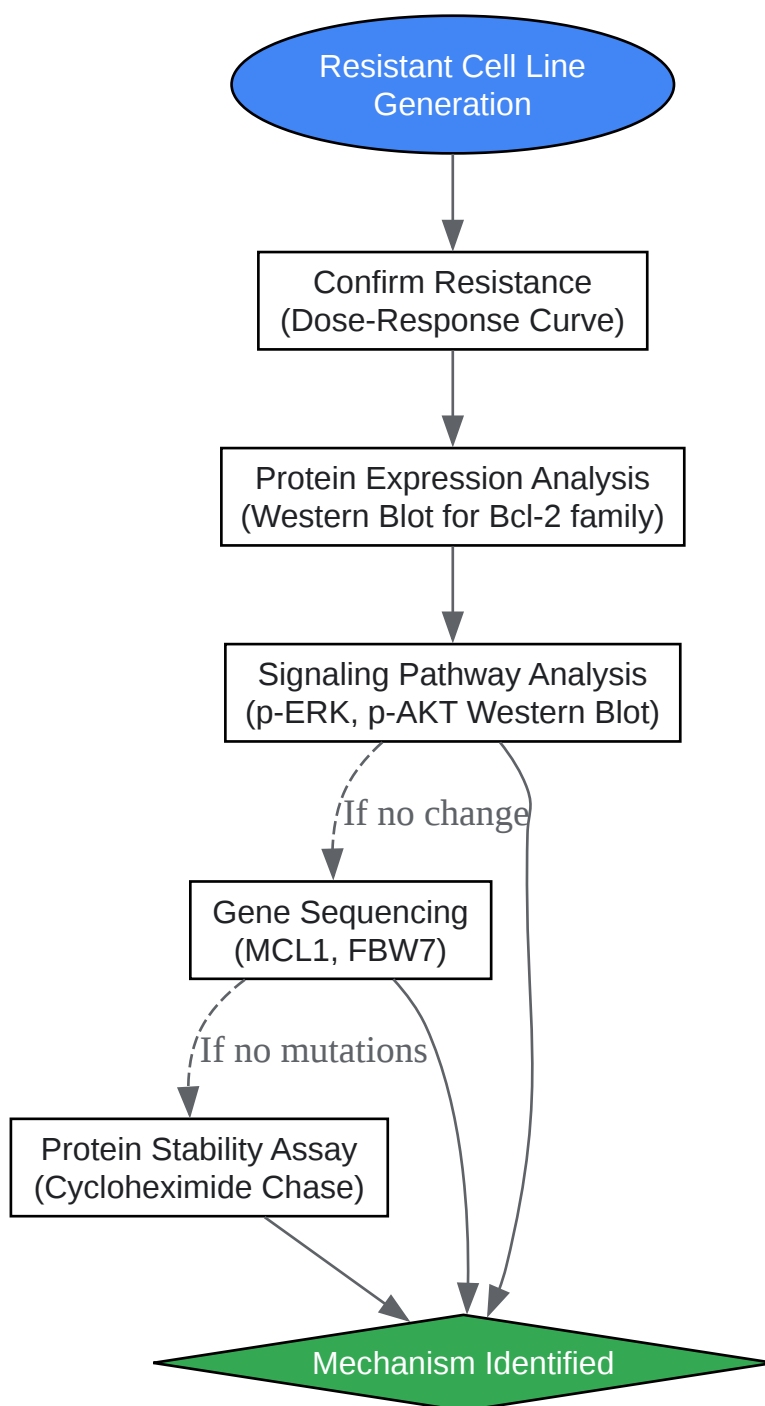 Resistant Cell Line
Generation
Confirm Resistance
(Dose-Response Curve)
Protein Expression Analysis
(Western Blot for Bcl-2 family)
Signaling Pathway Analysis
(p-ERK, p-AKT Western Blot)
If no change
Gene Sequencing
(MCL1, FBW7)
If no mutations
Protein Stability Assay
(Cycloheximide Chase)
Mechanism Identified